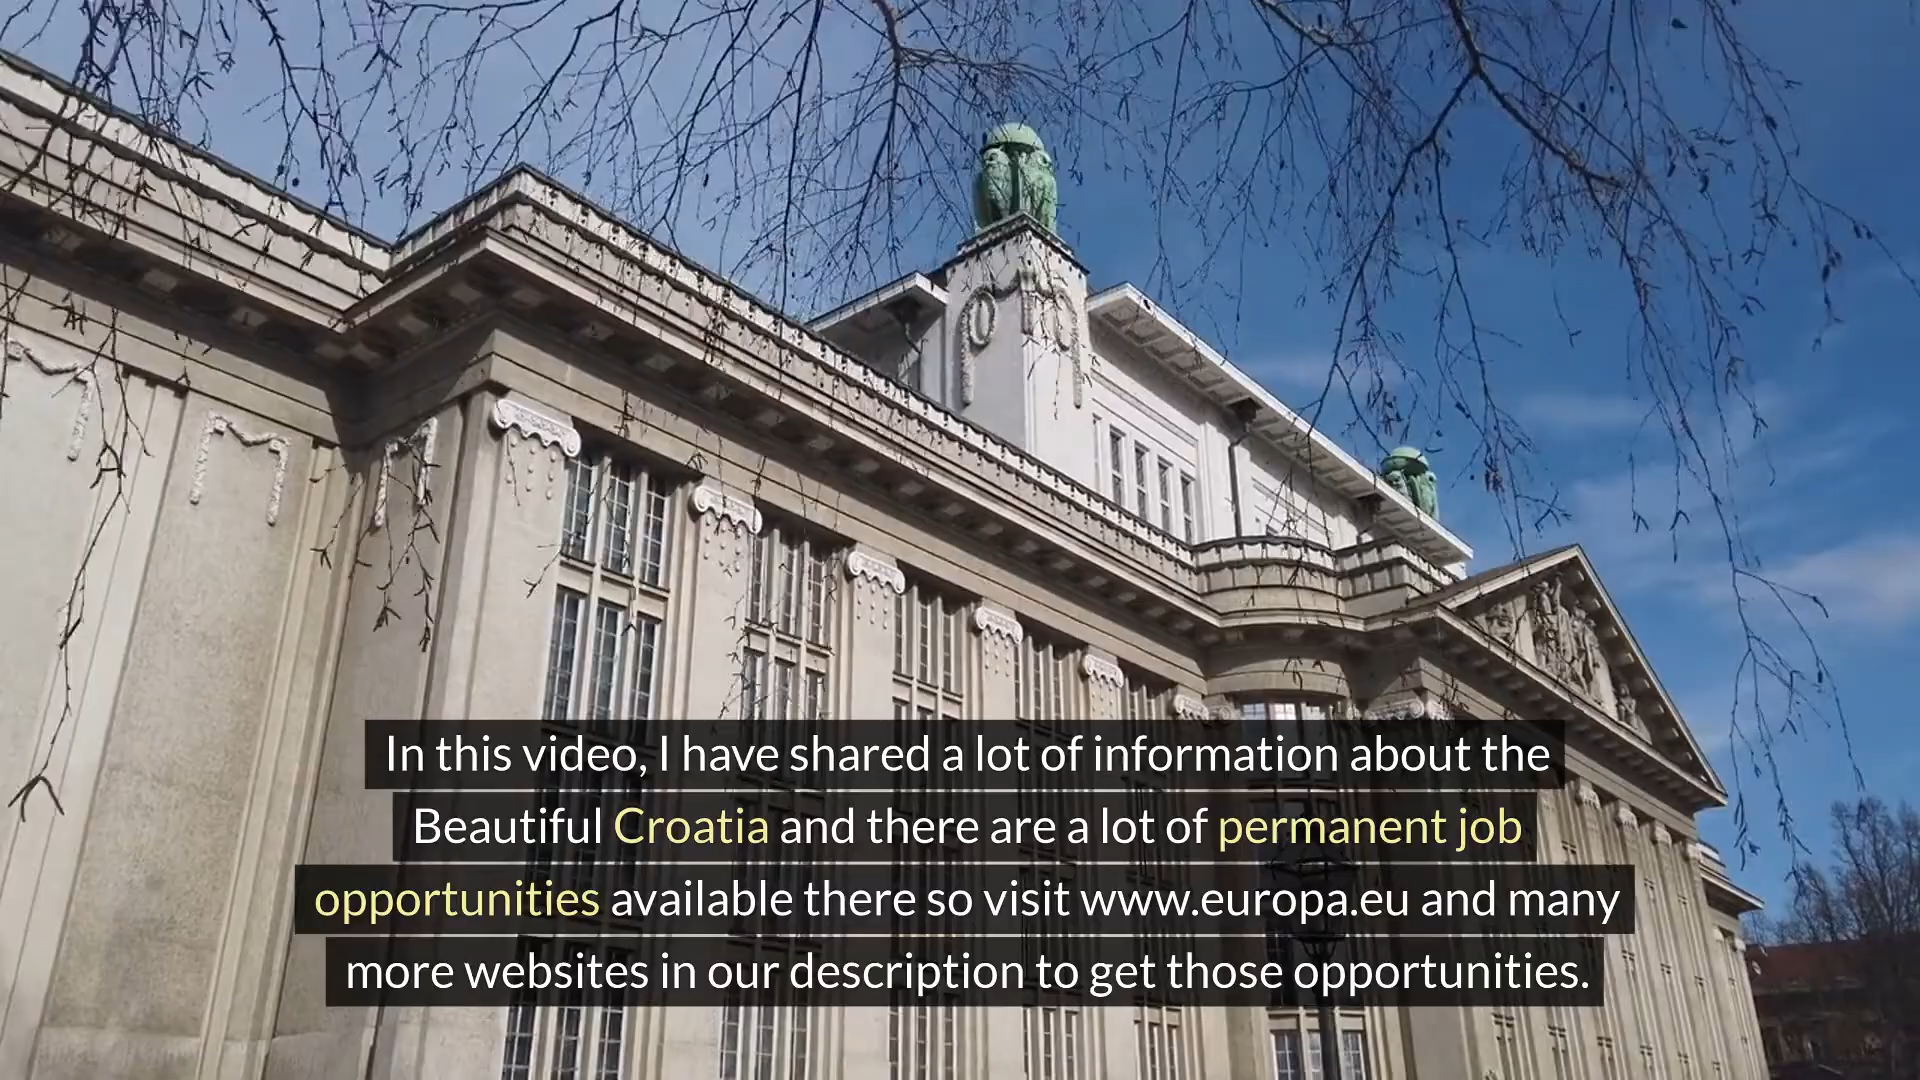 In this video, I have shared a lot of information about the
Beautiful Croatia and there are a lot of permanent job
opportunities available there so visit www.europa.eu and many
more websites in our description to get those opportunities.